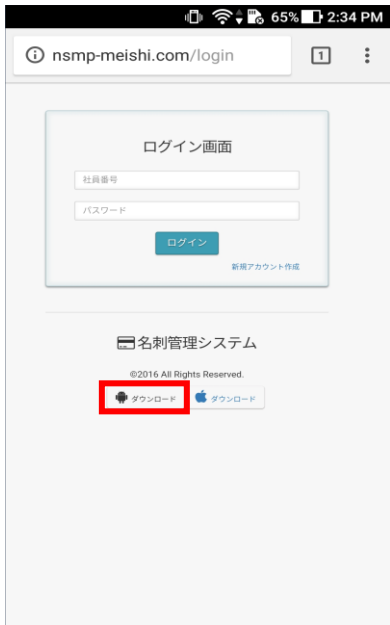 65% 2:34 PM
nsmp-meishi.com/login 1
ログイン画面
社員番号
パスワード
ログイン
新規アカウント作成
名刺管理システム
©2016 All Rights Reserved.
ダウンロード ダウンロード